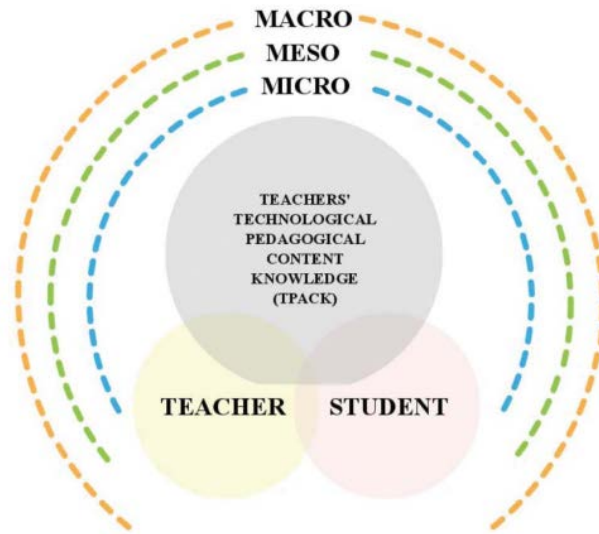 MACRO
MESO
MICRO
TEACHERS'
TECHNOLOGICAL
PEDAGOGICAL
CONTENT
KNOWLEDGE
(TPACK)
TEACHER STUDENT